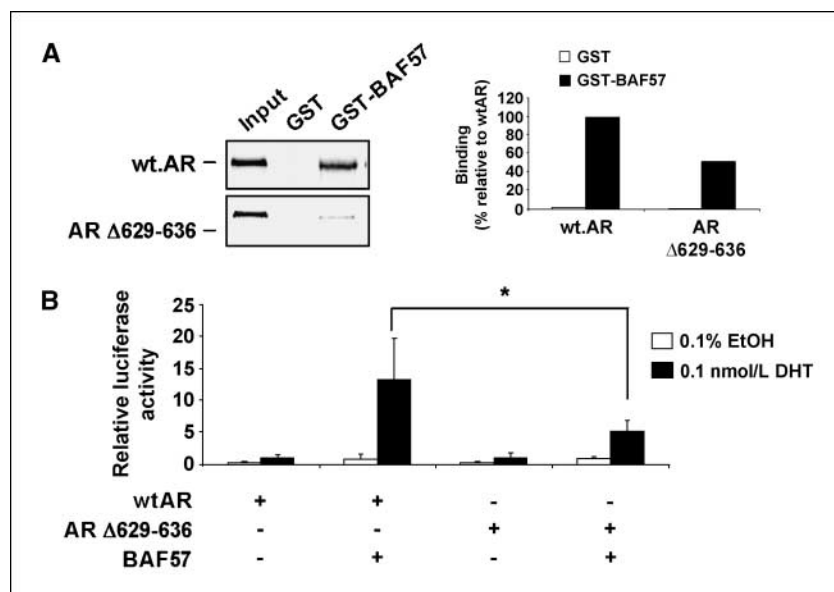 A
Input
GST
GST-BAF57
wt.AR
AR Δ629-636
GST
GST-BAF57
Binding
(% relative to wtAR)
120
100
80
60
40
20
0
wt.AR
AR
Δ629-636
B
Relative luciferase
activity
25
20
15
10
5
0
*
0.1% EtOH
0.1 nmol/L DHT
wtAR + + - -
AR Δ629-636 - - + +
BAF57 - + - +